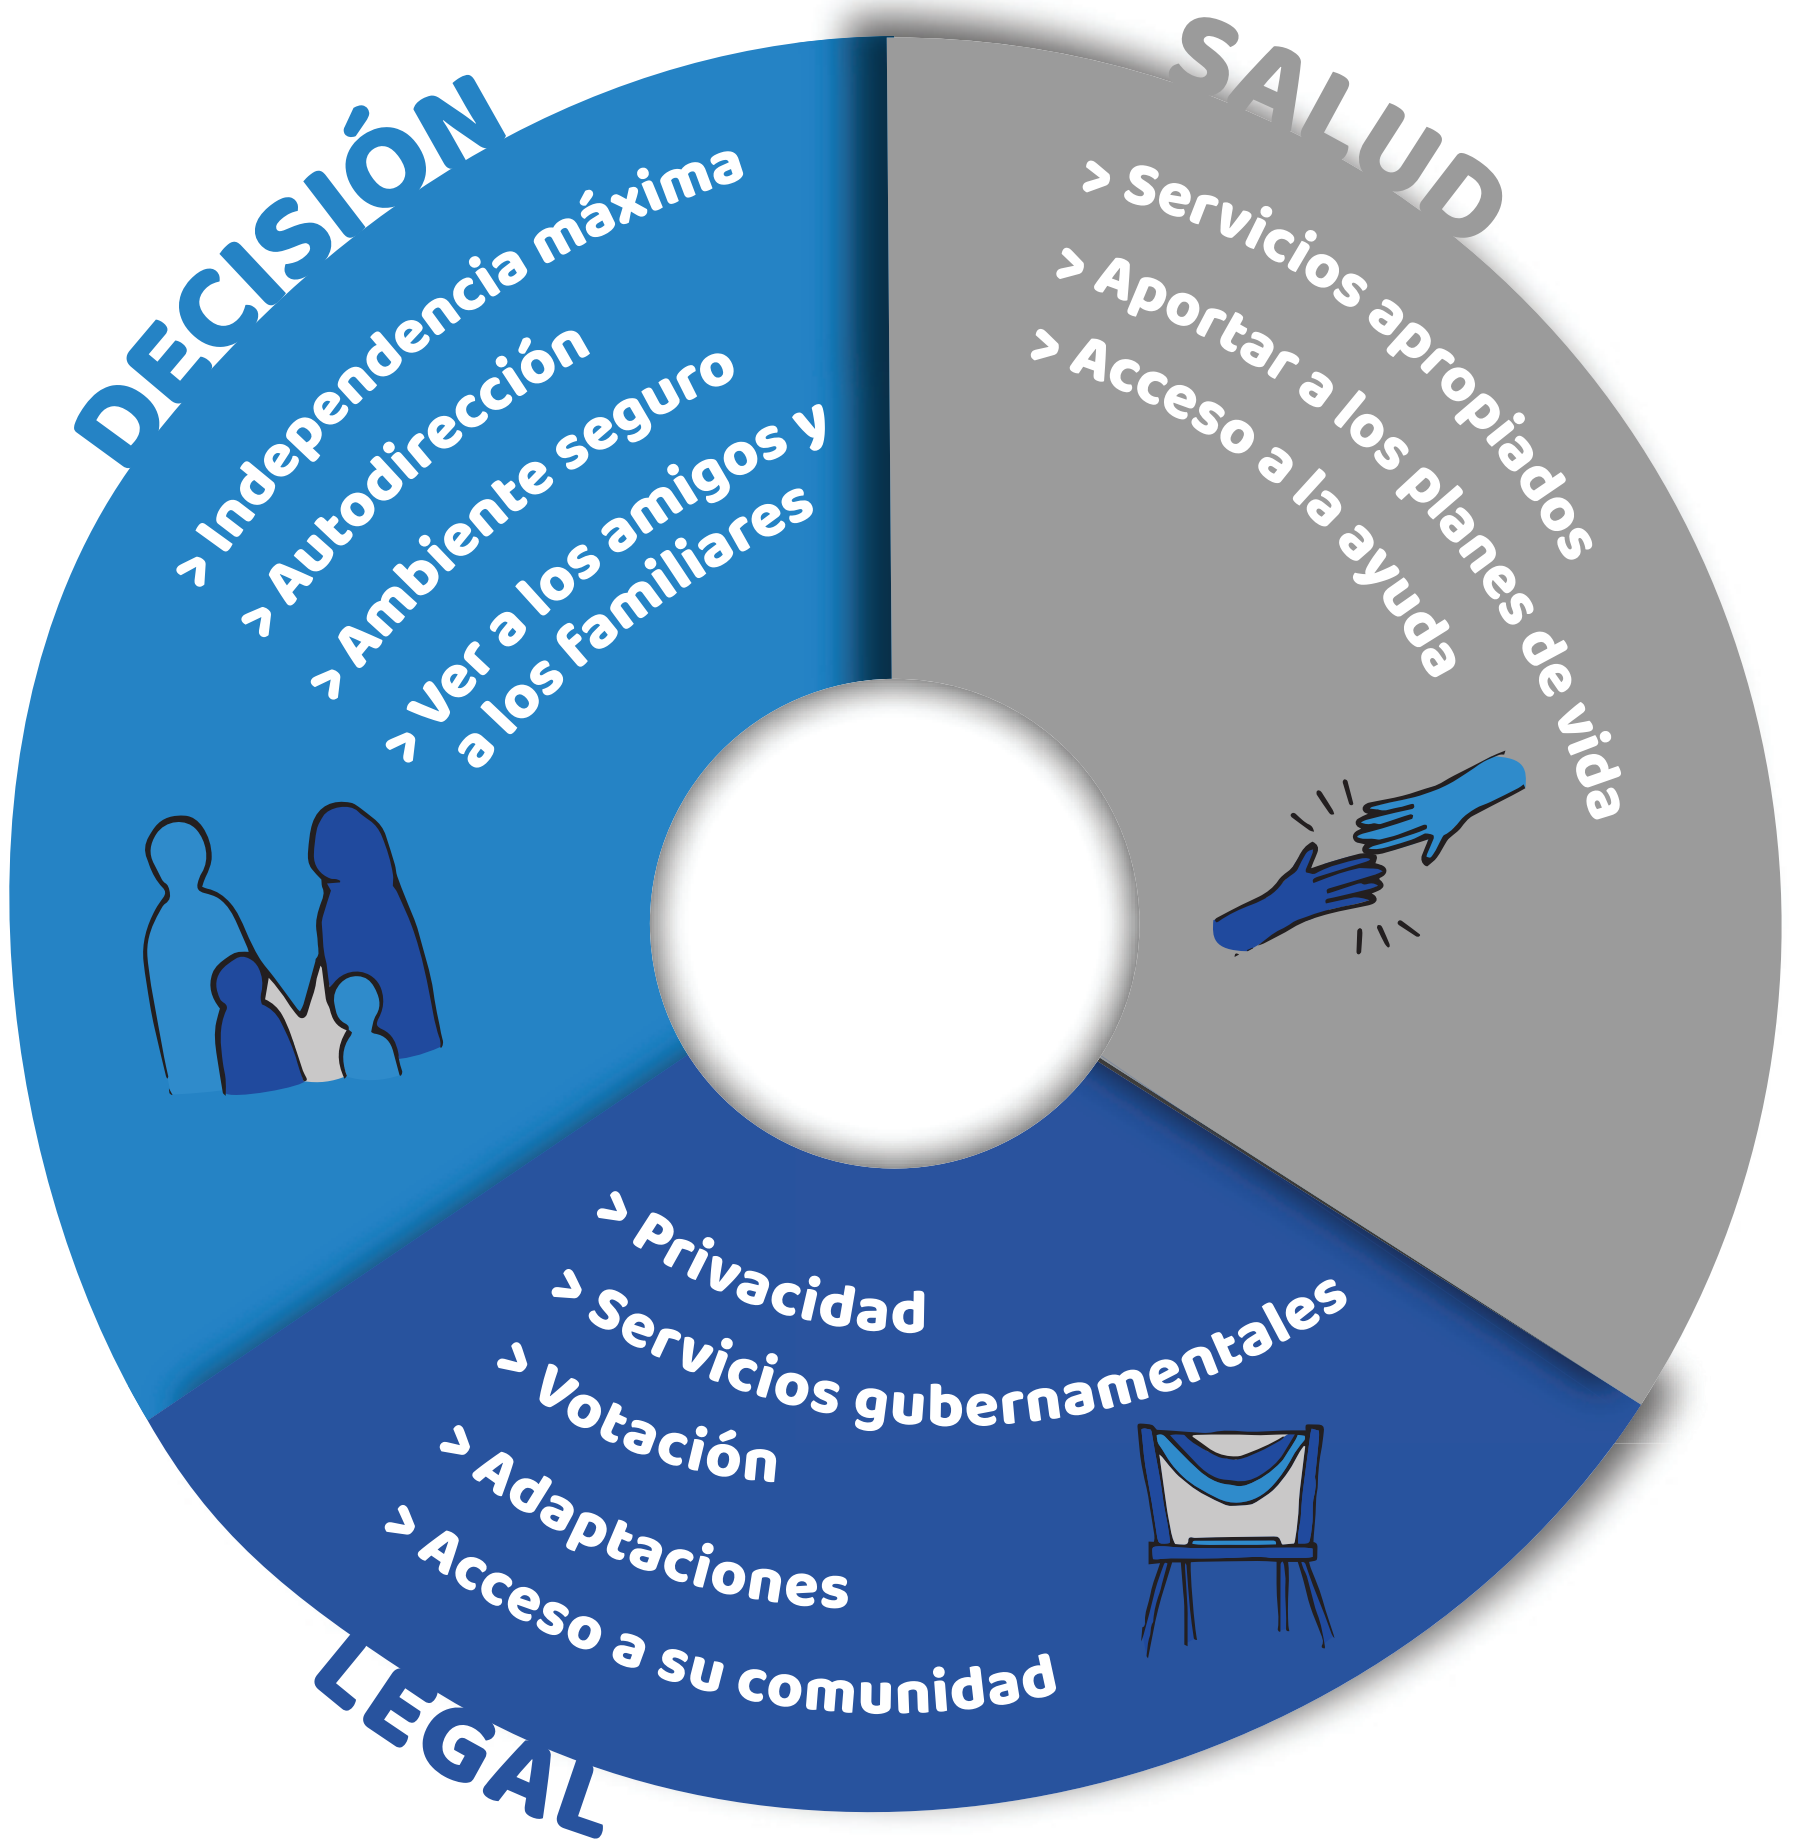 DECISIÓN
> Independencia máxima
> Autodirección
> Ambiente seguro
> Ver a los amigos y
a los familiares
SALUD
> Servicios apropiados
> Aportar a los planes de vida
> Acceso a la ayuda
> Privacidad
> Servicios gubernamentales
> Votación
> Adaptaciones
> Acceso a su comunidad
LEGAL